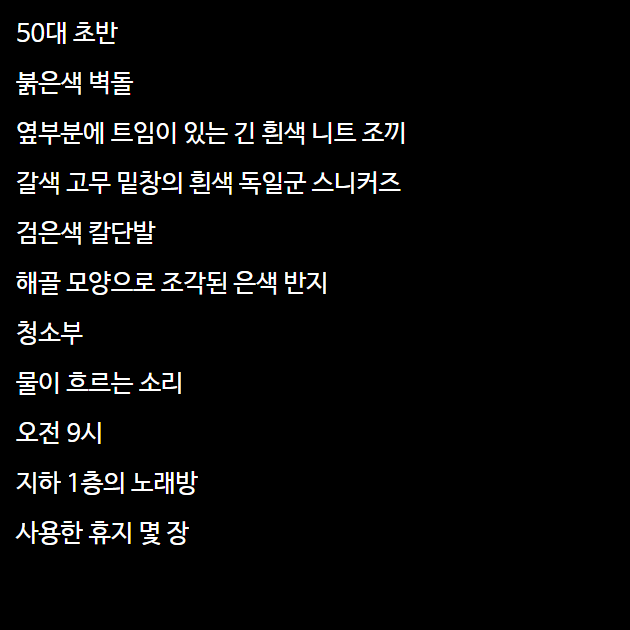 50대 초반
붉은색 벽돌
옆부분에 트임이 있는 긴 흰색 니트 조끼
갈색 고무 밑창의 흰색 독일군 스니커즈
검은색 칼단발
해골 모양으로 조각된 은색 반지
청소부
물이 흐르는 소리
오전 9시
지하 1층의 노래방
사용한 휴지 몇 장